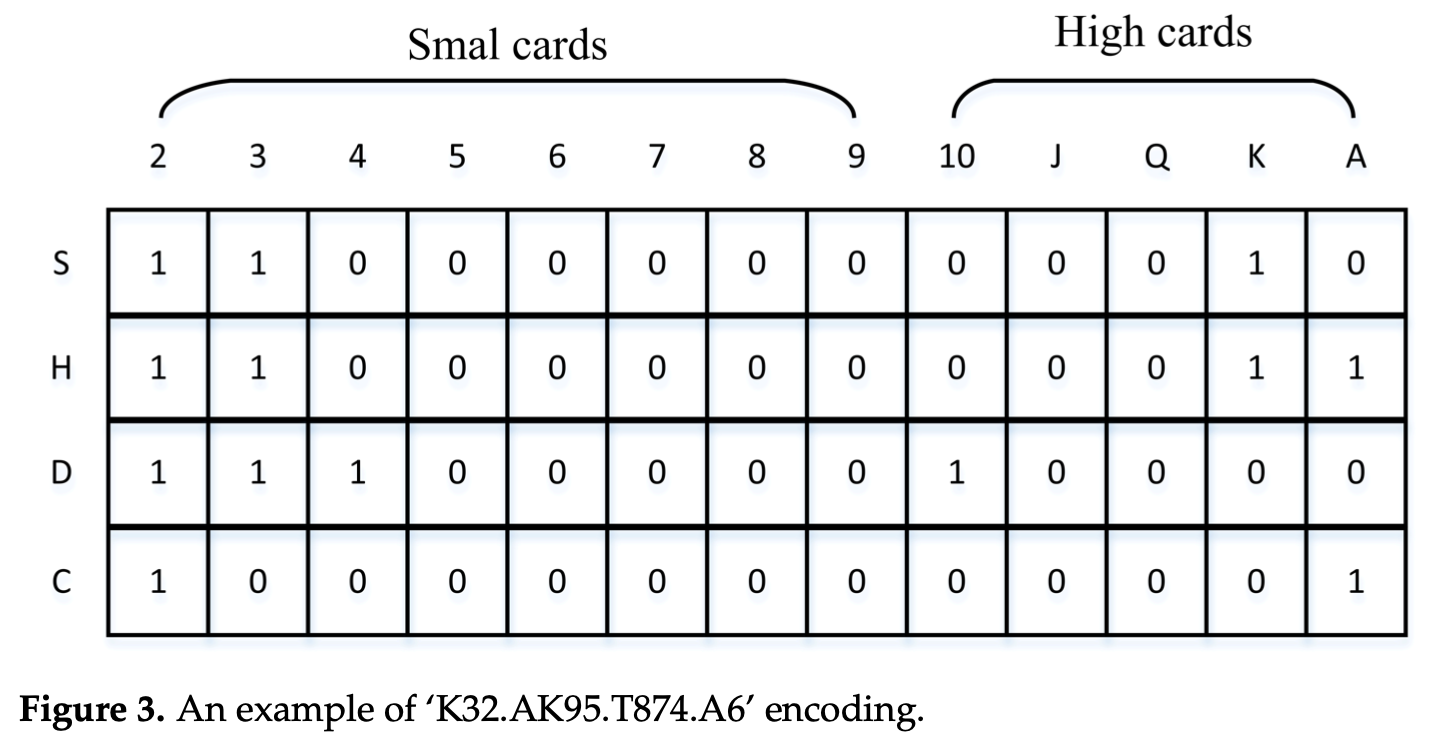 Smal cards High cards
2 3 4 5 6 7 8 9 10 J Q K A
S 1 1 0 0 0 0 0 0 0 0 0 1 0
H 1 1 0 0 0 0 0 0 0 0 0 1 1
D 1 1 1 0 0 0 0 0 1 0 0 0 0
C 1 0 0 0 0 0 0 0 0 0 0 0 1
Figure 3. An example of ‘K32.AK95.T874.A6’ encoding.